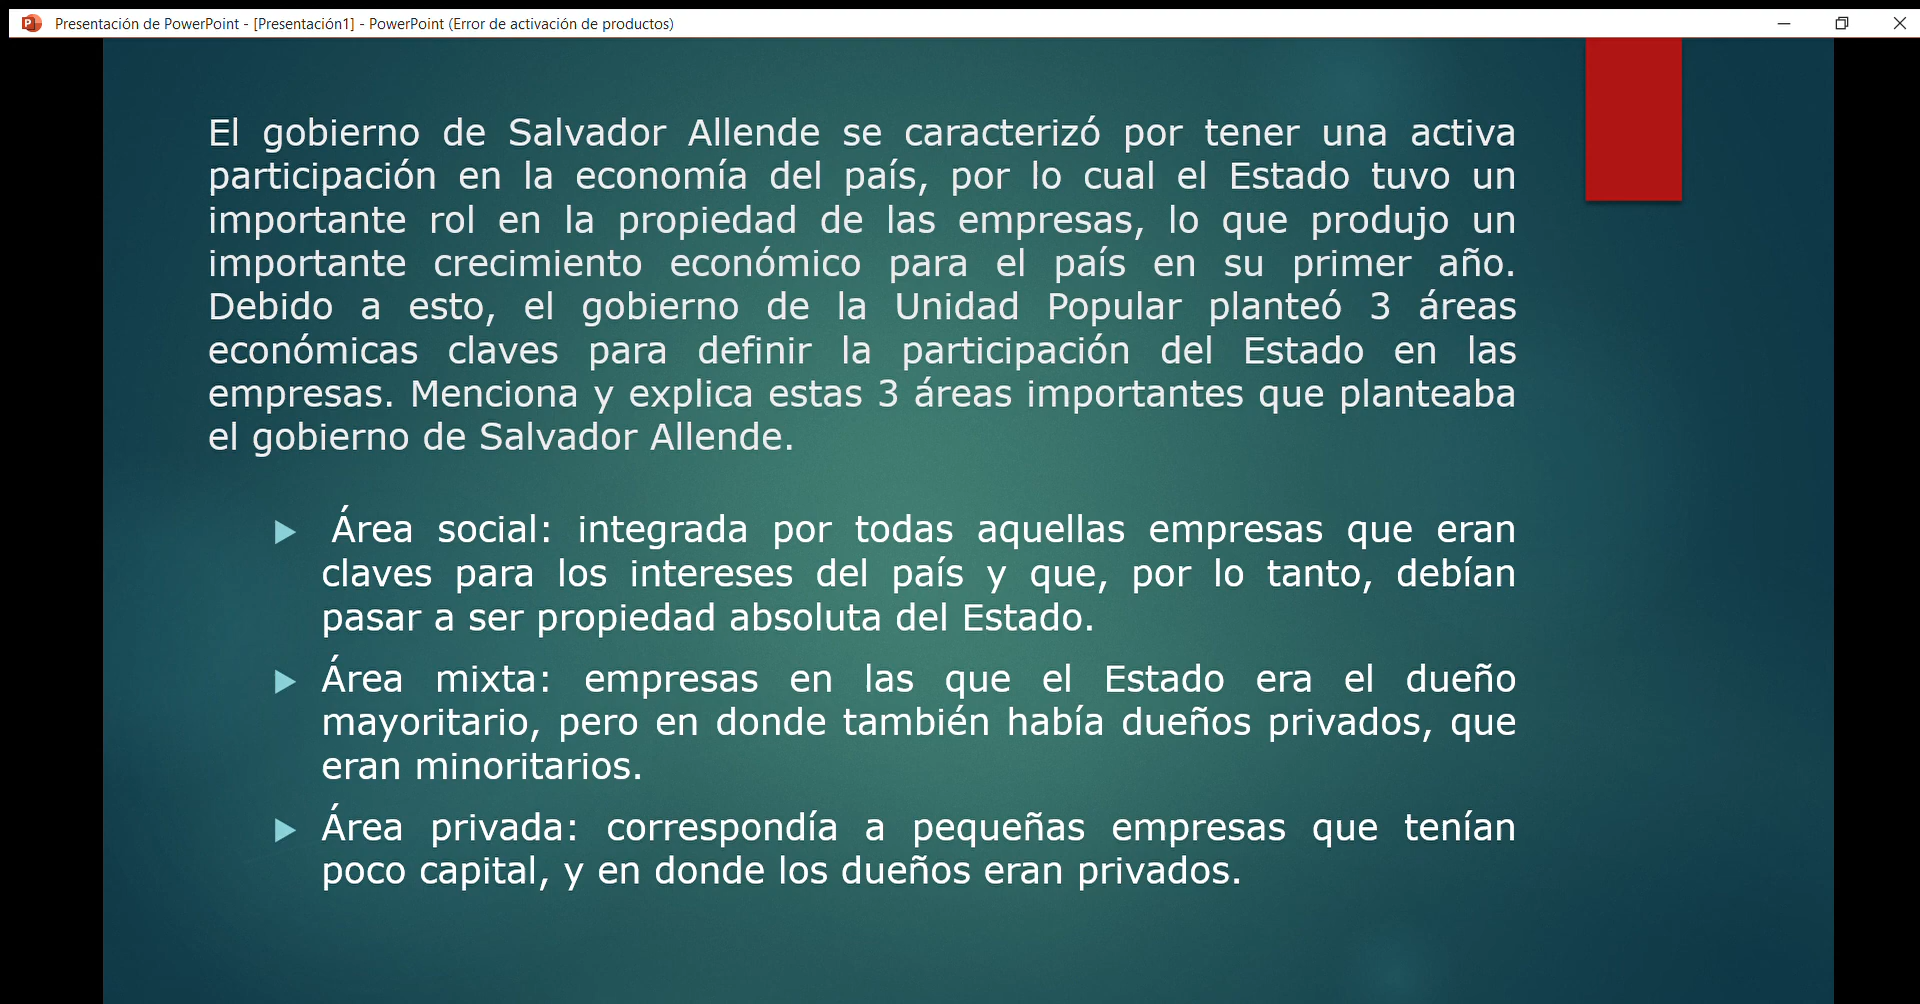 Presentación de PowerPoint - [Presentación1] - PowerPoint (Error de activación de productos)
El gobierno de Salvador Allende se caracterizó por tener una activa
participación en la economía del país, por lo cual el Estado tuvo un
importante rol en la propiedad de las empresas, lo que produjo un
importante crecimiento económico para el país en su primer año.
Debido a esto, el gobierno de la Unidad Popular planteó 3 áreas
económicas claves para definir la participación del Estado en las
empresas. Menciona y explica estas 3 áreas importantes que planteaba
el gobierno de Salvador Allende.
Área social: integrada por todas aquellas empresas que eran
claves para los intereses del país y que, por lo tanto, debían
pasar a ser propiedad absoluta del Estado.
Área mixta: empresas en las que el Estado era el dueño
mayoritario, pero en donde también había dueños privados, que
eran minoritarios.
Área privada: correspondía a pequeñas empresas que tenían
poco capital, y en donde los dueños eran privados.